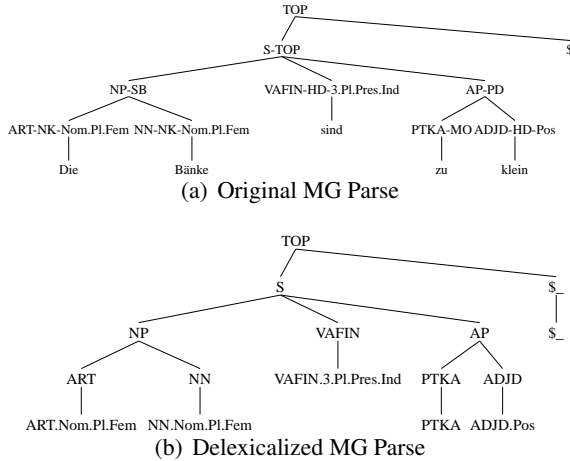 TOP
S-TOP $
NP-SB VAFIN-HD-3.Pl.Pres.Ind AP-PD
ART-NK-Nom.Pl.Fem NN-NK-Nom.Pl.Fem sind PTKA-MO ADJD-HD-Pos
Die Bänke zu klein
(a) Original MG Parse
TOP
S $_
NP VAFIN AP $_
ART NN VAFIN.3.Pl.Pres.Ind PTKA ADJD
ART.Nom.Pl.Fem NN.Nom.Pl.Fem PTKA ADJD.Pos
(b) Delexicalized MG Parse